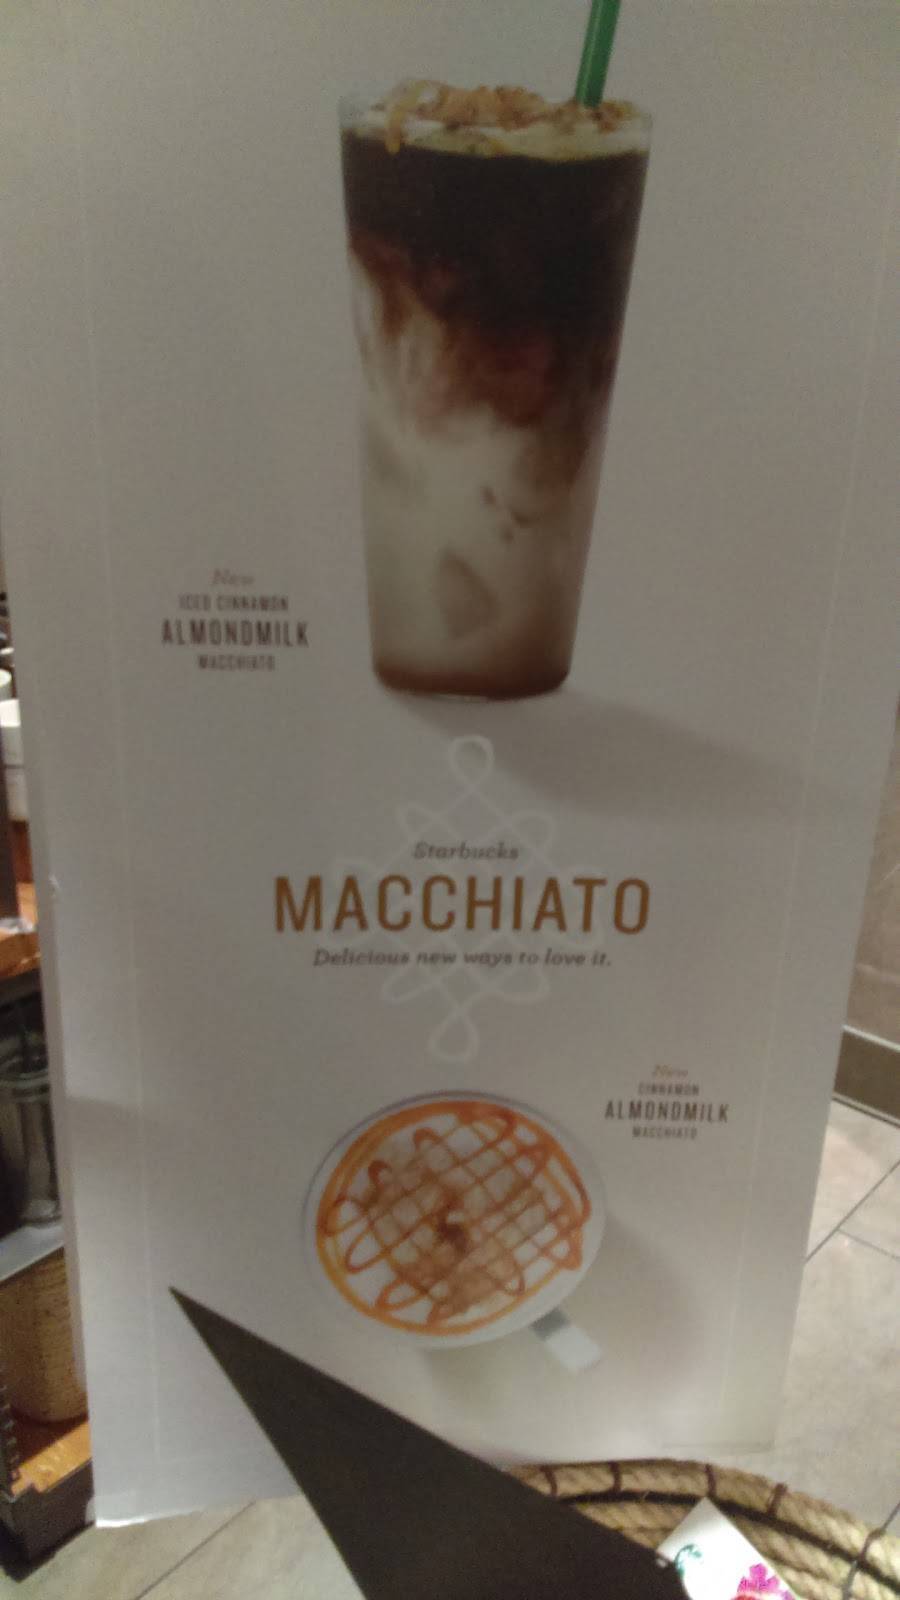 New
ICED CINNAMON
ALMONDMILK
MACCHIATO
Starbucks
MACCHIATO
Delicious new ways to love it.
New
CINNAMON
ALMONDMILK
MACCHIATO